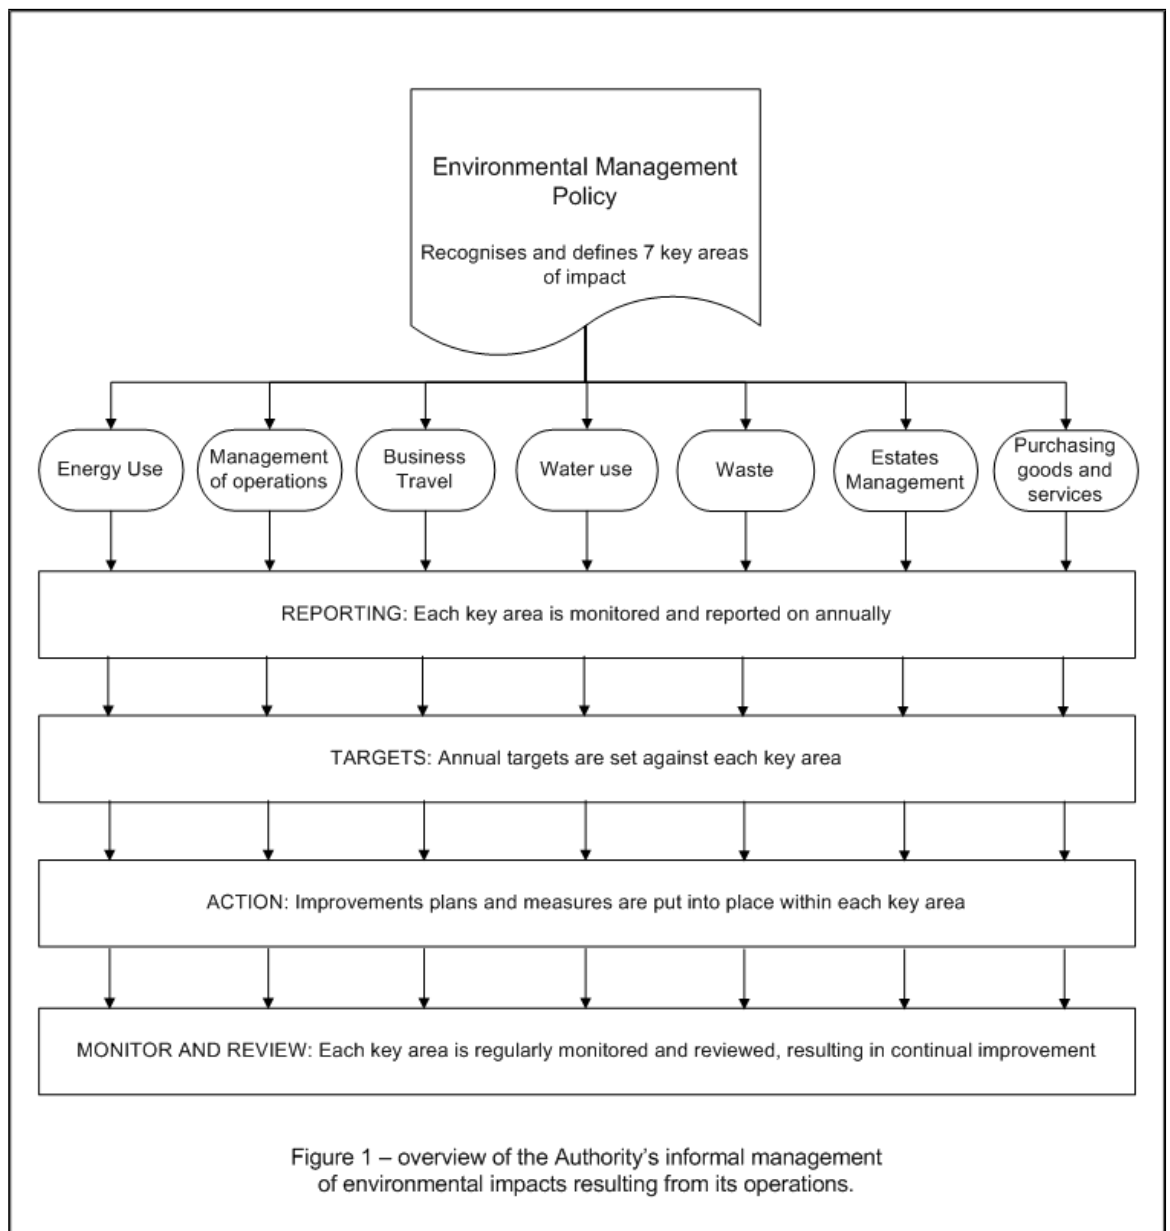 Environmental Management
Policy
Recognises and defines 7 key areas
of impact
Energy Use
Management
of operations
Business
Travel
Water use
Waste
Estates
Management
Purchasing
goods and
services
REPORTING: Each key area is monitored and reported on annually
TARGETS: Annual targets are set against each key area
ACTION: Improvements plans and measures are put into place within each key area
MONITOR AND REVIEW: Each key area is regularly monitored and reviewed, resulting in continual improvement
Figure 1 – overview of the Authority's informal management
of environmental impacts resulting from its operations.